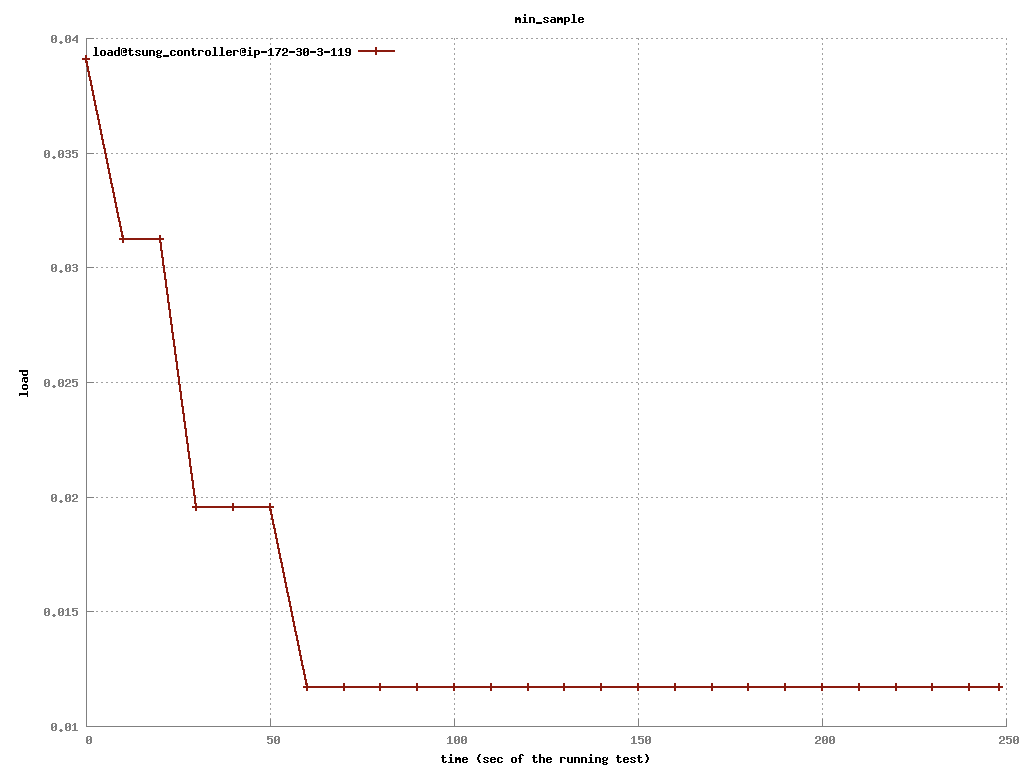 min_sample
load@tsung_controller@ip-172-30-3-119
0.04
0.035
0.03
0.025
0.02
0.015
0.01
load
0 50 100 150 200 250
time (sec of the running test)